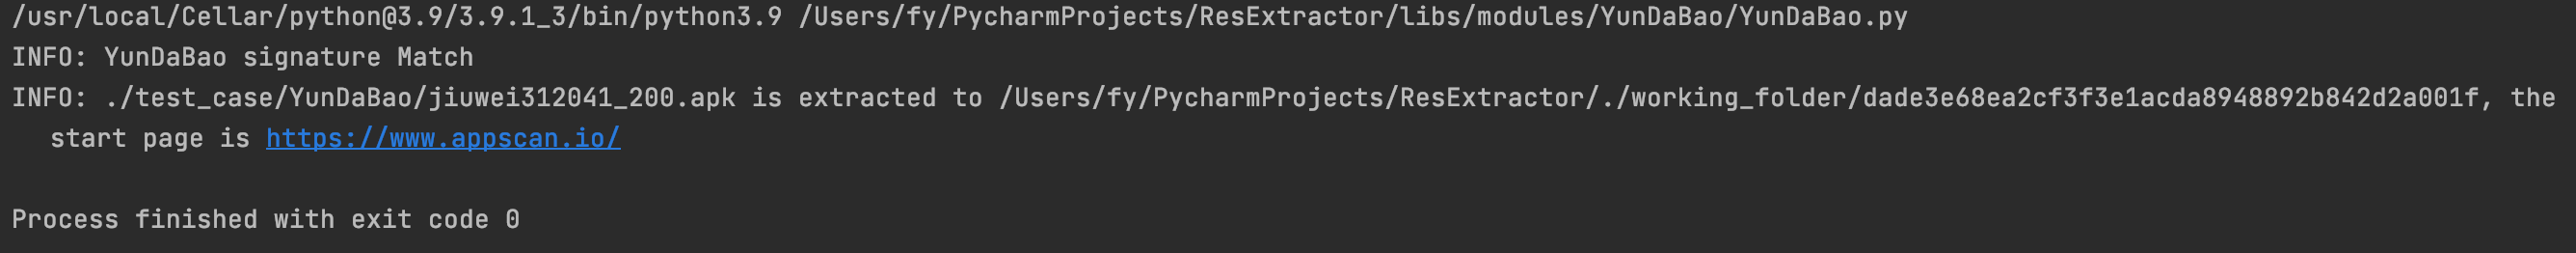 /usr/local/Cellar/python@3.9/3.9.1_3/bin/python3.9 /Users/fy/PycharmProjects/ResExtractor/libs/modules/YunDaBao/YunDaBao.py
INFO: YunDaBao signature Match
INFO: ./test_case/YunDaBao/jiuwei312041_200.apk is extracted to /Users/fy/PycharmProjects/ResExtractor/./working_folder/dade3e68ea2cf3f3e1acda8948892b842d2a001f, the
start page is https://www.appscan.io/
Process finished with exit code 0